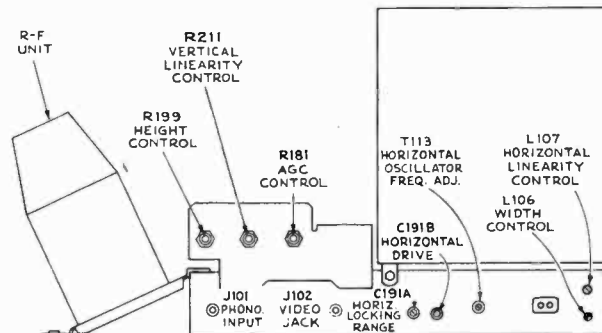 R-F
UNIT
R211
VERTICAL
LINEARITY
CONTROL
R199
HEIGHT
CONTROL
R181
AGC
CONTROL
T113
HORIZONTAL
OSCILLATOR
FREQ. ADJ.
L107
HORIZONTAL
LINEARITY
CONTROL
L106
WIDTH
CONTROL
C191B
HORIZONTAL
DRIVE
J101
PHONO.
INPUT
J102
VIDEO
JACK
C191A
HORIZ
LOCKING
RANGE